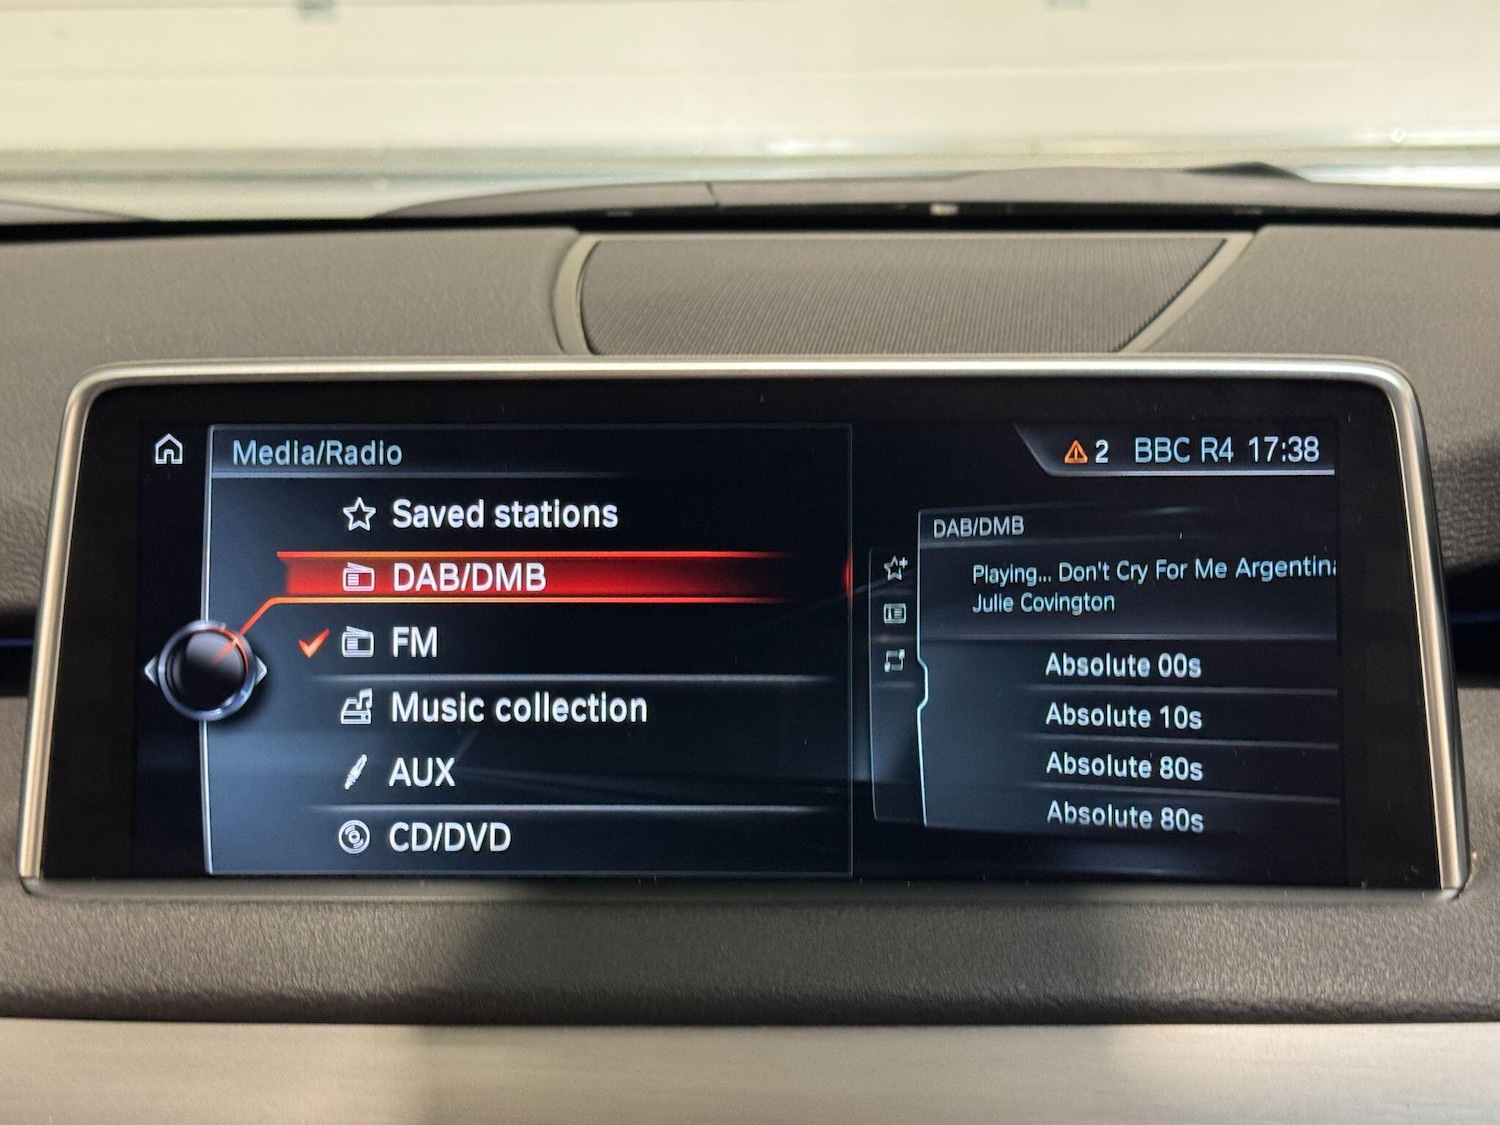 Media/Radio
Saved stations
DAB/DMB
FM
Music collection
AUX
CD/DVD
2 BBC R4 17:38
DAB/DMB
Playing... Don't Cry For Me Argentina
Julie Covington
Absolute 00s
Absolute 10s
Absolute 80s
Absolute 80s